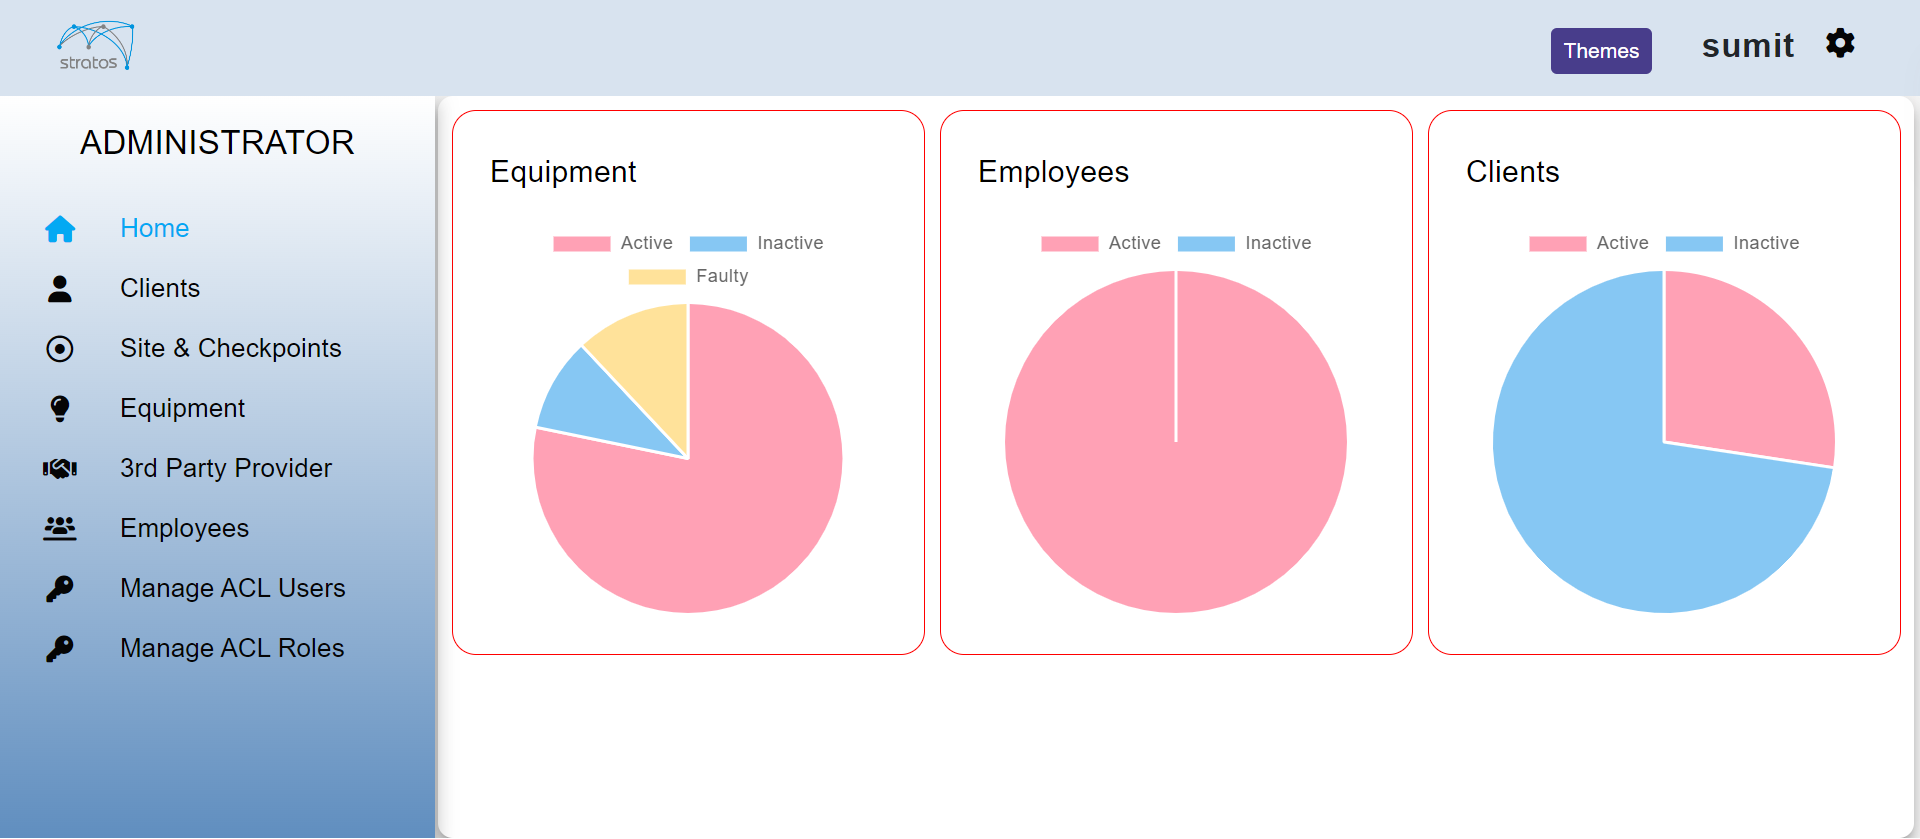 stratos
Themes
sumit
ADMINISTRATOR
Home
Clients
Site & Checkpoints
Equipment
3rd Party Provider
Employees
Manage ACL Users
Manage ACL Roles
Equipment
Active Inactive
Faulty
Employees
Active Inactive
Clients
Active Inactive